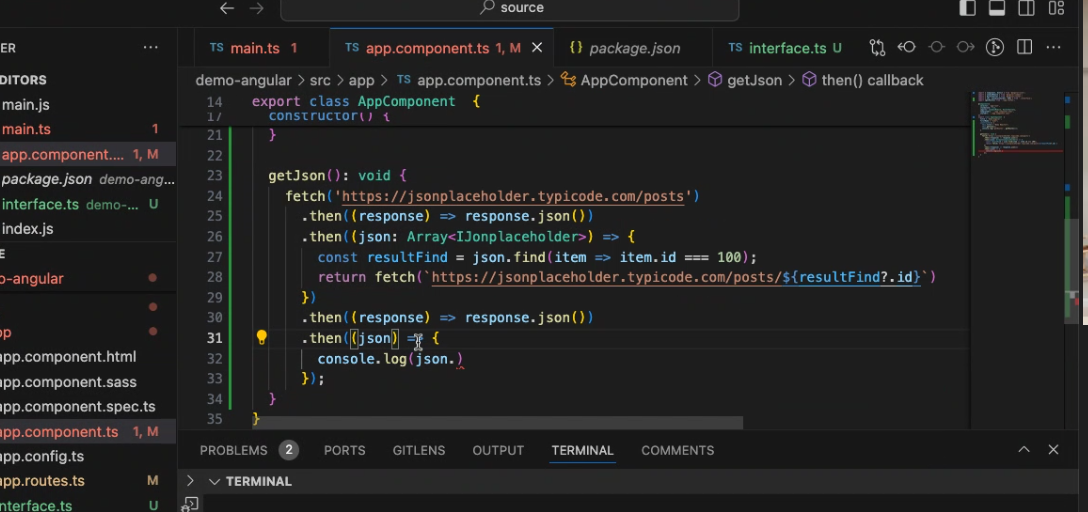 source
ER
TS main.ts 1
TS app.component.ts 1, M
{} package.json
TS interface.ts U
demo-angular > src > app > TS app.component.ts > AppComponent > getJson > then() callback
DITORS
main.js
main.ts 1
app.component.... 1, M
package.json demo-ang...
interface.ts demo-... U
index.js
E
o-angular
app.component.html
app.component.sass
app.component.spec.ts
app.component.ts 1, M
app.config.ts
app.routes.ts M
nterface.ts U
14 export class AppComponent {
17 constructor() {
21 }
22
23 getJson(): void {
24 fetch('https://jsonplaceholder.typicode.com/posts')
25 .then((response) => response.json())
26 .then((json: Array<IJonplaceholder>) => {
27 const resultFind = json.find(item => item.id === 100);
28 return fetch(`https://jsonplaceholder.typicode.com/posts/${resultFind?.id}`)
29 })
30 .then((response) => response.json())
31 .then((json) => {
32 console.log(json.)
33 });
34 }
35 }
PROBLEMS 2 PORTS GITLENS OUTPUT TERMINAL COMMENTS
TERMINAL